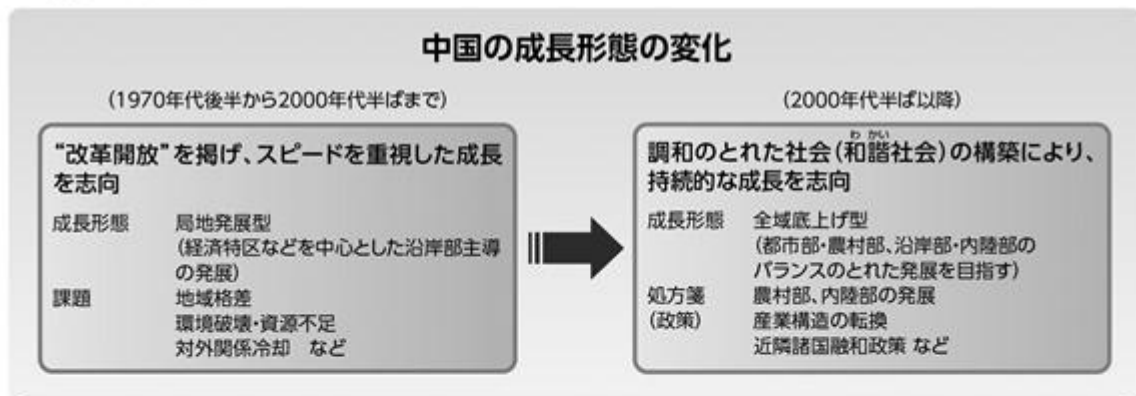 中国の成長形態の変化
(1970年代後半から2000年代半ばまで)
“改革開放”を掲げ、スピードを重視した成長
を志向
成長形態 局地発展型
(経済特区などを中心とした沿岸部主導
の発展)
課題 地域格差
環境破壊・資源不足
対外関係冷却 など
(2000年代半ば以降)
わ かい
調和のとれた社会(和諧社会)の構築により、
持続的な成長を志向
成長形態 全域底上げ型
(都市部・農村部、沿岸部・内陸部の
バランスのとれた発展を目指す)
処方箋 農村部、内陸部の発展
(政策) 産業構造の転換
近隣諸国融和政策 など